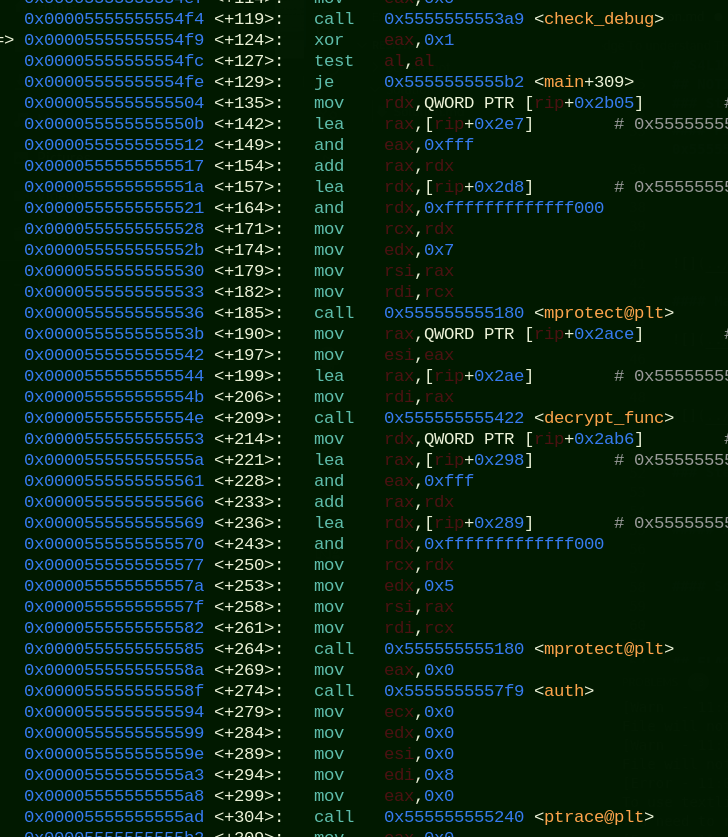 0x00005555555554f4 <+119>: call 0x5555555553a9 <check_debug>
=> 0x00005555555554f9 <+124>: xor eax,0x1
0x00005555555554fc <+127>: test al,al
0x00005555555554fe <+129>: je 0x5555555555b2 <main+309>
0x0000555555555504 <+135>: mov rdx,QWORD PTR [rip+0x2b05] #
0x000055555555550b <+142>: lea rax,[rip+0x2e7] # 0x55555555
0x0000555555555512 <+149>: and eax,0xfff
0x0000555555555517 <+154>: add rax,rdx
0x000055555555551a <+157>: lea rdx,[rip+0x2d8] # 0x55555555
0x0000555555555521 <+164>: and rdx,0xfffffffffffff000
0x0000555555555528 <+171>: mov rcx,rdx
0x000055555555552b <+174>: mov edx,0x7
0x0000555555555530 <+179>: mov rsi,rax
0x0000555555555533 <+182>: mov rdi,rcx
0x0000555555555536 <+185>: call 0x555555555180 <mprotect@plt>
0x000055555555553b <+190>: mov rax,QWORD PTR [rip+0x2ace] #
0x0000555555555542 <+197>: mov esi,eax
0x0000555555555544 <+199>: lea rax,[rip+0x2ae] # 0x55555555
0x000055555555554b <+206>: mov rdi,rax
0x000055555555554e <+209>: call 0x555555555422 <decrypt_func>
0x0000555555555553 <+214>: mov rdx,QWORD PTR [rip+0x2ab6] #
0x000055555555555a <+221>: lea rax,[rip+0x298] # 0x55555555
0x0000555555555561 <+228>: and eax,0xfff
0x0000555555555566 <+233>: add rax,rdx
0x0000555555555569 <+236>: lea rdx,[rip+0x289] # 0x55555555
0x0000555555555570 <+243>: and rdx,0xfffffffffffff000
0x0000555555555577 <+250>: mov rcx,rdx
0x000055555555557a <+253>: mov edx,0x5
0x000055555555557f <+258>: mov rsi,rax
0x0000555555555582 <+261>: mov rdi,rcx
0x0000555555555585 <+264>: call 0x555555555180 <mprotect@plt>
0x000055555555558a <+269>: mov eax,0x0
0x000055555555558f <+274>: call 0x5555555557f9 <auth>
0x0000555555555594 <+279>: mov ecx,0x0
0x0000555555555599 <+284>: mov edx,0x0
0x000055555555559e <+289>: mov esi,0x0
0x00005555555555a3 <+294>: mov edi,0x8
0x00005555555555a8 <+299>: mov eax,0x0
0x00005555555555ad <+304>: call 0x555555555240 <ptrace@plt>